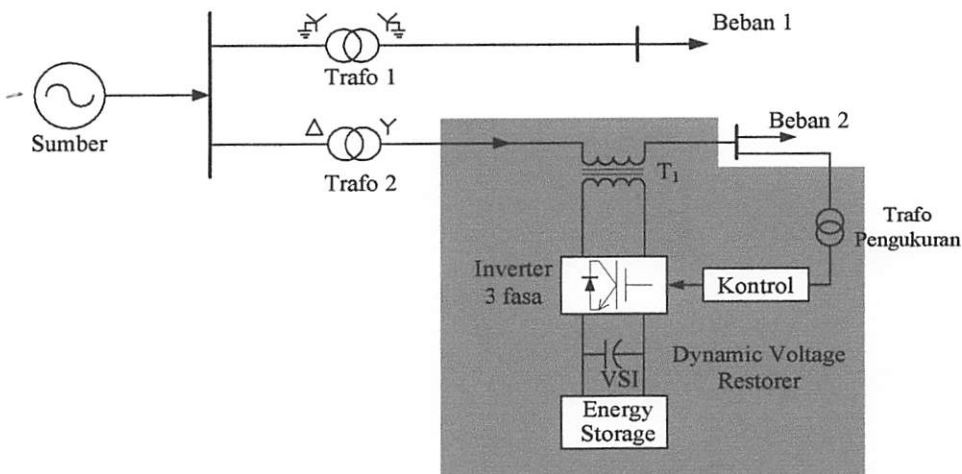 Beban 1
Trafo 1
Sumber
Δ
Y
Trafo 2
Beban 2
T1
Trafo
Pengukuran
Inverter
3 fasa
Kontrol
VSI
Dynamic Voltage
Restorer
Energy
Storage